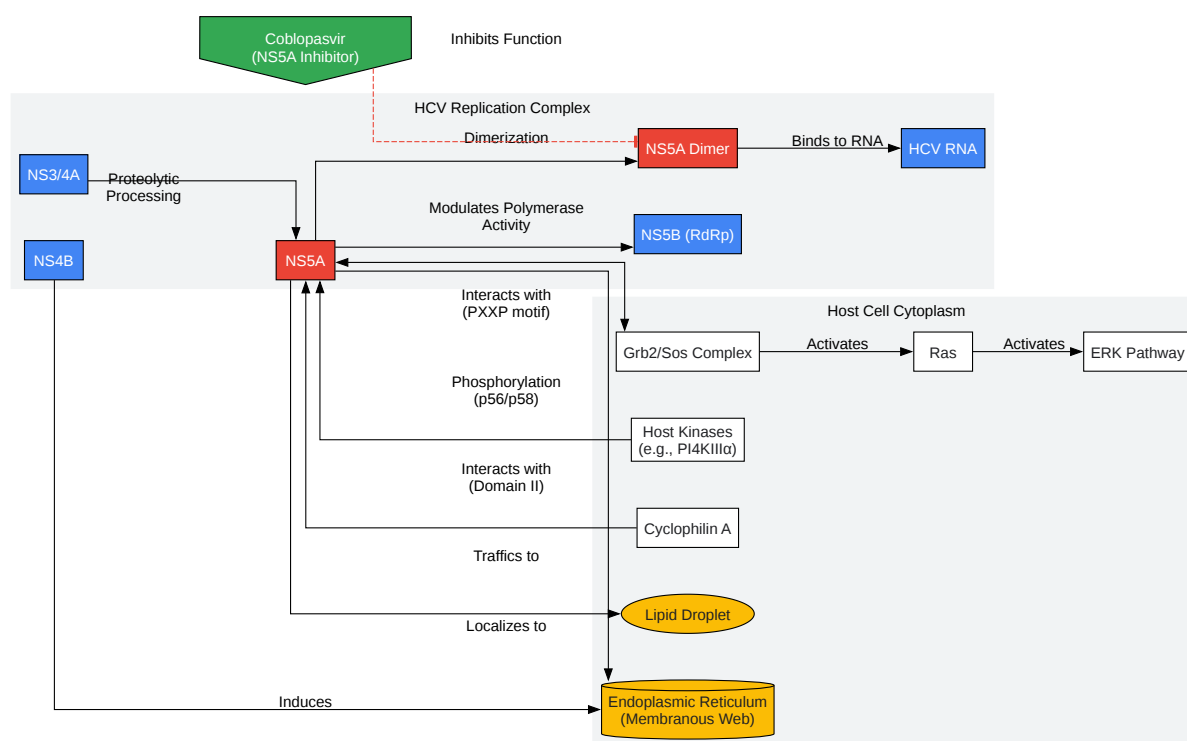 Coblopasvir
(NS5A Inhibitor)
Inhibits Function
HCV Replication Complex
Dimerization
NS5A Dimer
Binds to RNA
HCV RNA
NS3/4A
Proteolytic
Processing
Modulates Polymerase
Activity
NS5B (RdRp)
NS4B
NS5A
Interacts with
(PXXP motif)
Host Cell Cytoplasm
Grb2/Sos Complex
Activates
Ras
Activates
ERK Pathway
Phosphorylation
(p56/p58)
Host Kinases
(e.g., PI4KIIIα)
Interacts with
(Domain II)
Cyclophilin A
Traffics to
Lipid Droplet
Localizes to
Induces
Endoplasmic Reticulum
(Membranous Web)